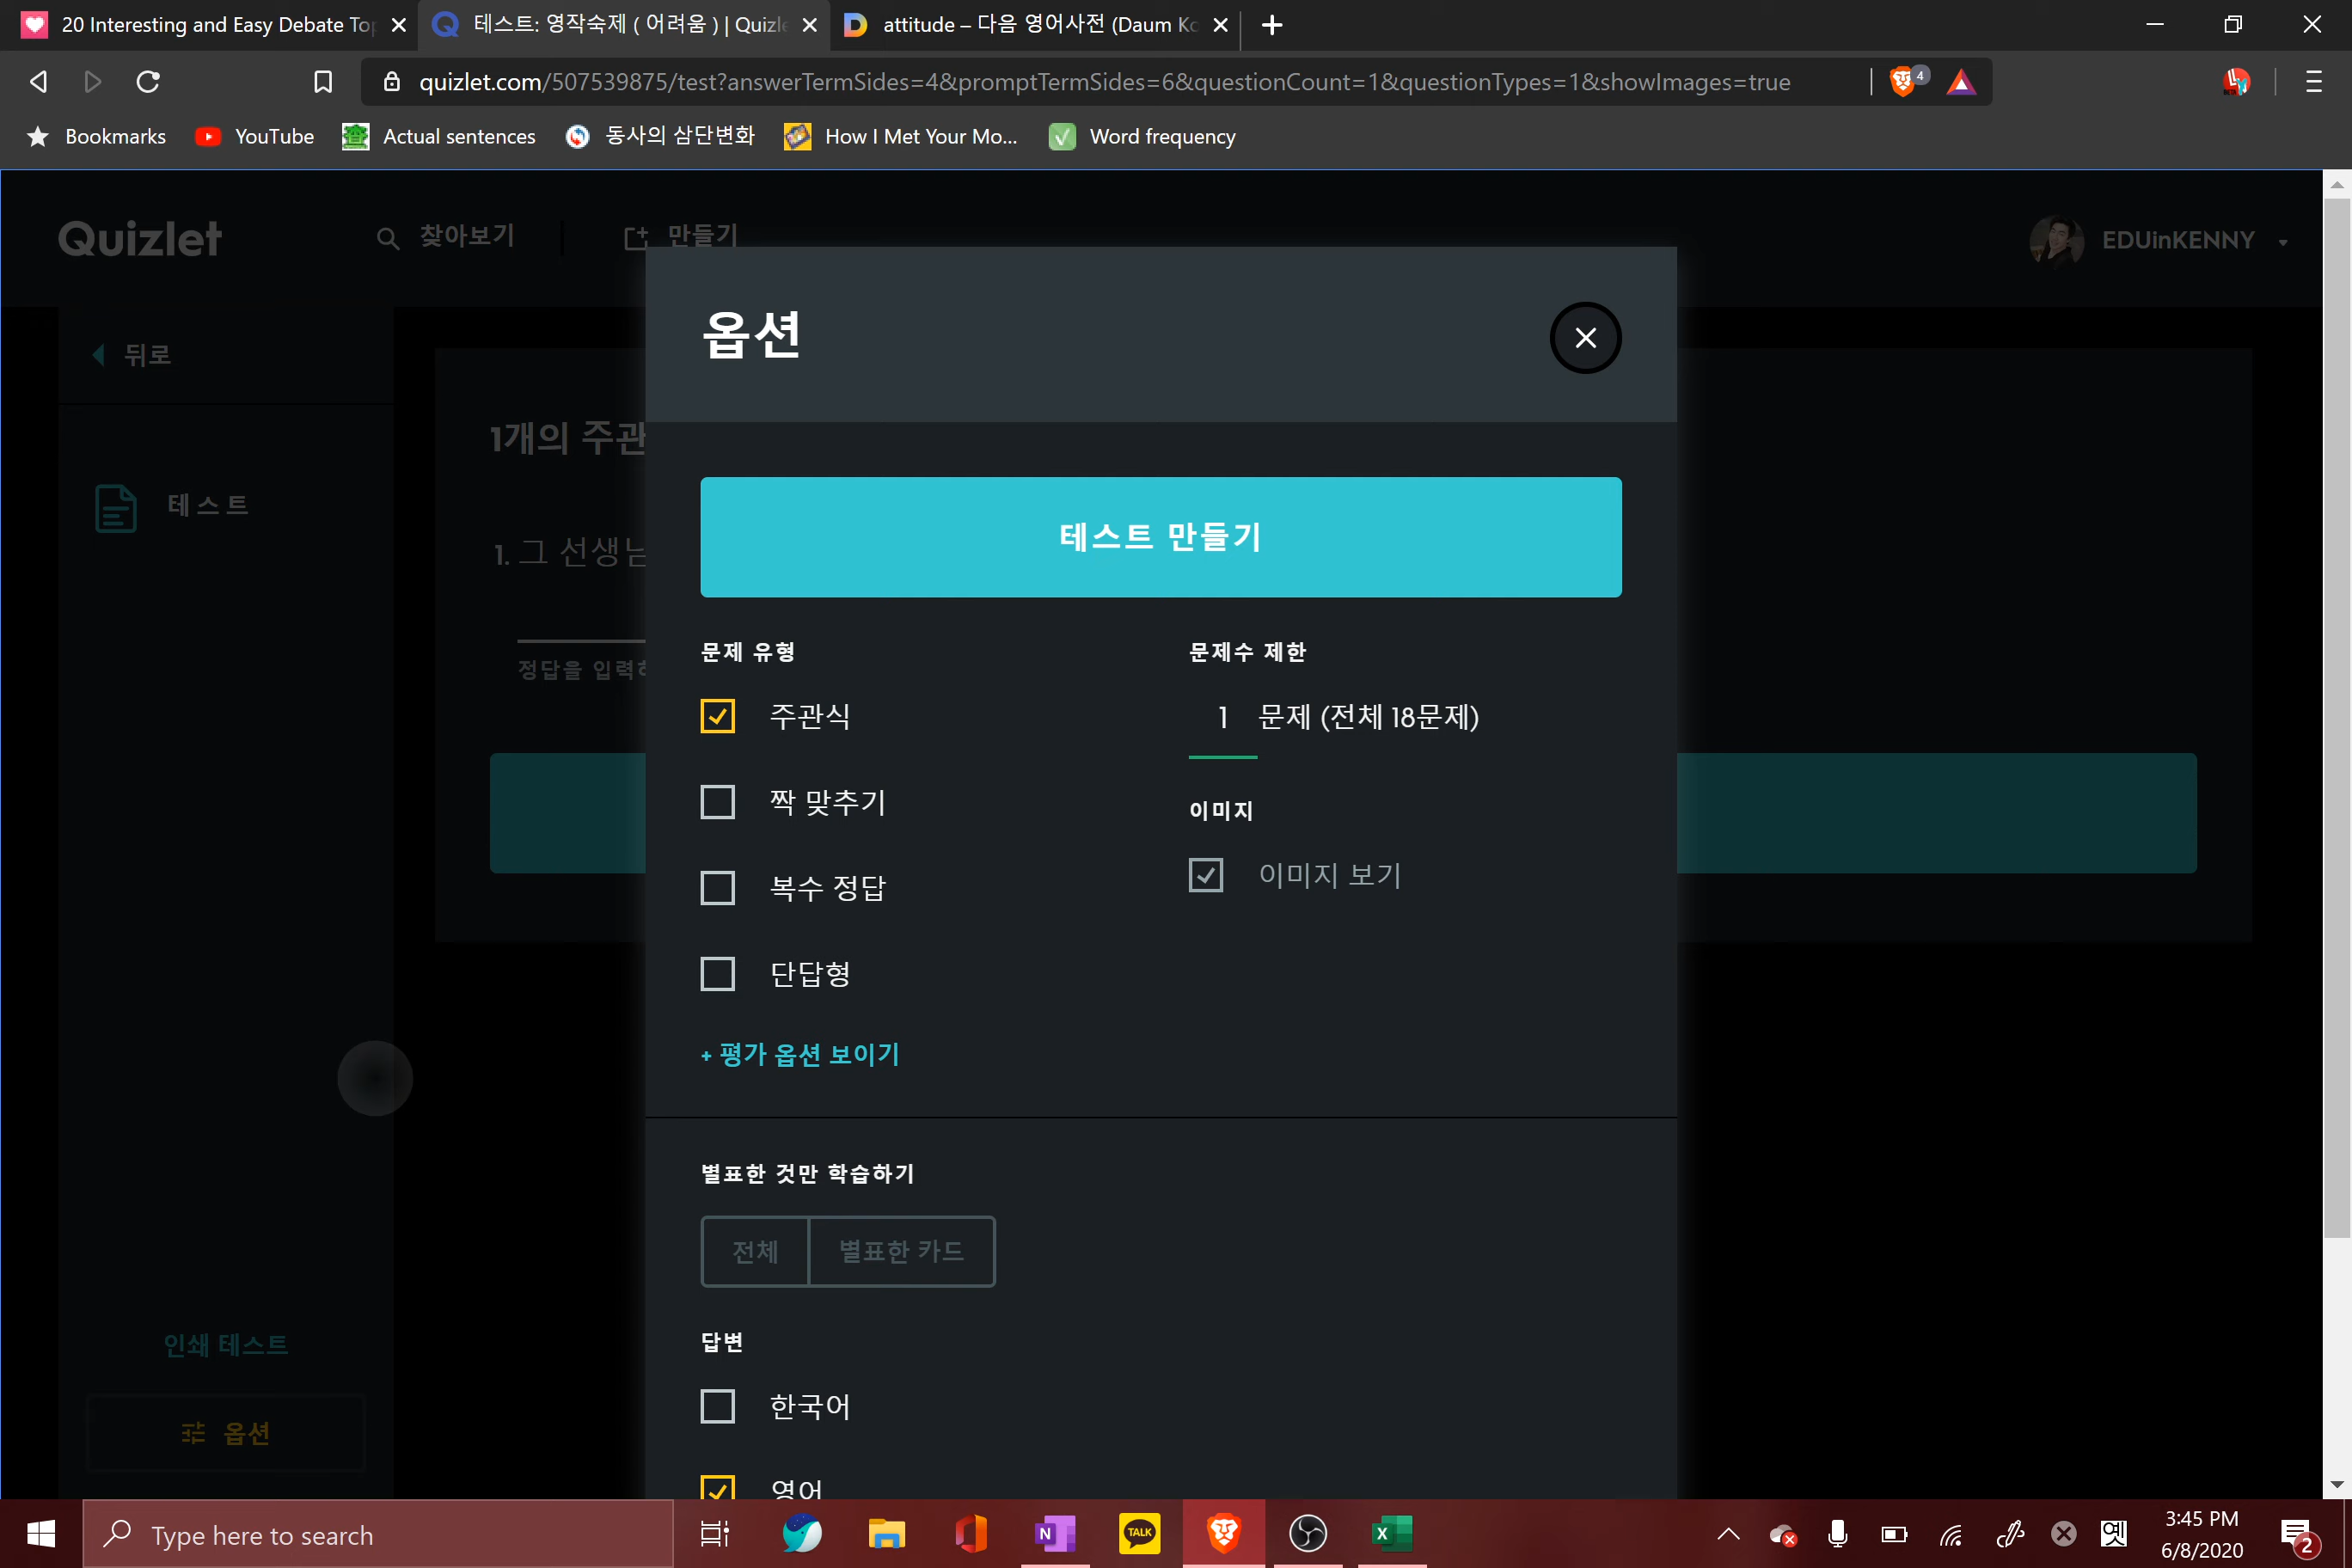 20 Interesting and Easy Debate To
테스트: 영작숙제 ( 어려움 ) | Quizl
attitude – 다음 영어사전 (Daum Ko
quizlet.com/507539875/test?answerTermSides=4&promptTermSides=6&questionCount=1&questionTypes=1&showImages=true
4
Bookmarks
YouTube
Actual sentences
동사의 삼단변화
How I Met Your Mo...
Word frequency
Quizlet
찾아보기
만들기
EDUinKENNY
뒤로
테스트
1개의 주관
1. 그 선생님
정답을 입력하
인쇄 테스트
옵션
옵션
테스트 만들기
문제 유형
주관식
짝 맞추기
복수 정답
단답형
+ 평가 옵션 보이기
문제수 제한
1 문제 (전체 18문제)
이미지
이미지 보기
별표한 것만 학습하기
전체
별표한 카드
답변
한국어
영어
Type here to search
N
TALK
X
3:45 PM
6/8/2020
2